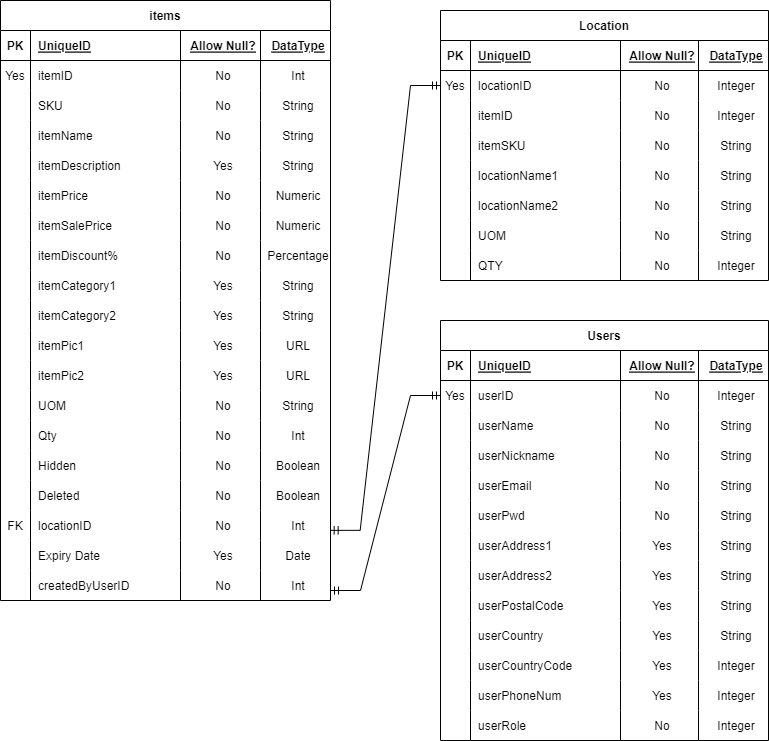 items
PK UniqueID Allow Null? DataType
Yes itemID No Int
SKU No String
itemName No String
itemDescription Yes String
itemPrice No Numeric
itemSalePrice No Numeric
itemDiscount% No Percentage
itemCategory1 Yes String
itemCategory2 Yes String
itemPic1 Yes URL
itemPic2 Yes URL
UOM No String
Qty No Int
Hidden No Boolean
Deleted No Boolean
FK locationID No Int
Expiry Date Yes Date
createdByUserID No Int
Location
PK UniqueID Allow Null? DataType
Yes locationID No Integer
itemID No Integer
itemSKU No String
locationName1 No String
locationName2 No String
UOM No String
QTY No Integer
Users
PK UniqueID Allow Null? DataType
Yes userID No Integer
userName No String
userNickname No String
userEmail No String
userPwd No String
userAddress1 Yes String
userAddress2 Yes String
userPostalCode Yes String
userCountry Yes String
userCountryCode Yes Integer
userPhoneNum Yes Integer
userRole No Integer